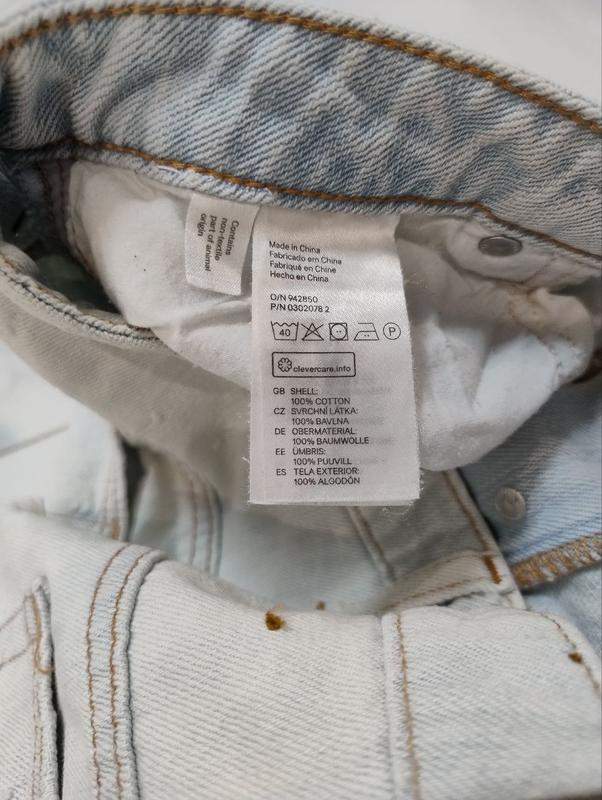 Contains
non-textile
part of animal
origin
Made in China
Fabricado em China
Fabriqué en Chine
Hecho en China
O/N 942850
P/N 0302078 2
40
P
clevercare.info
GB SHELL:
100% COTTON
CZ SVRCHNÍ LÁTKA:
100% BAVLNA
DE OBERMATERIAL:
100% BAUMWOLLE
EE ÜMBRIS:
100% PUUVILL
ES TELA EXTERIOR:
100% ALGODÓN